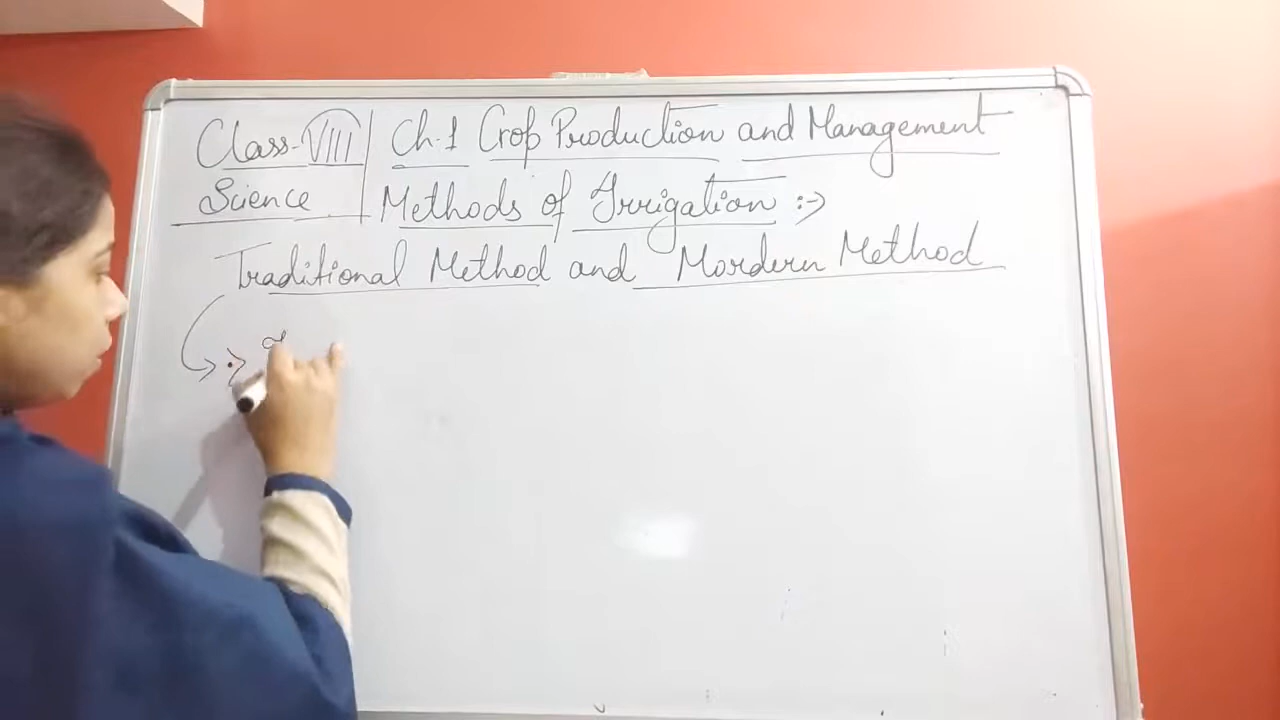 Class-VIII Ch.1 Crop Production and Management
Science Methods of Irrigation :-
Traditional Method and Mordern Method